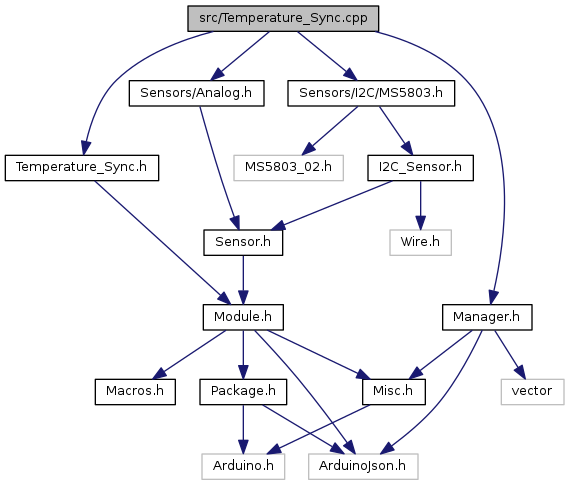 src/Temperature_Sync.cpp
Sensors/Analog.h
Sensors/I2C/MS5803.h
Temperature_Sync.h
MS5803_02.h
I2C_Sensor.h
Sensor.h
Wire.h
Module.h
Manager.h
Macros.h
Package.h
Misc.h
vector
Arduino.h
ArduinoJson.h